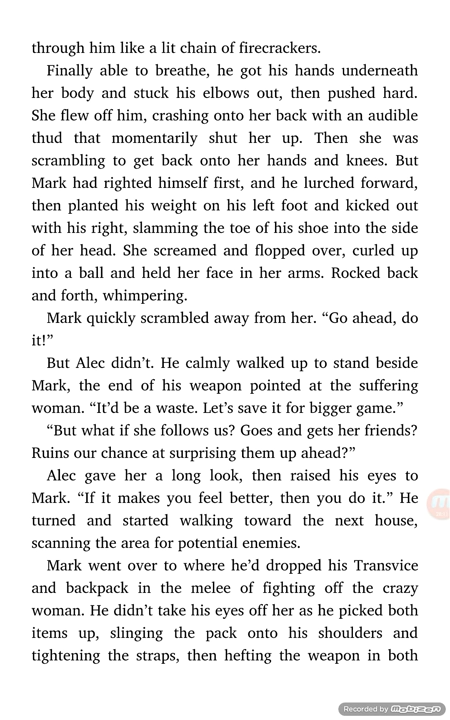 through him like a lit chain of firecrackers.
Finally able to breathe, he got his hands underneath
her body and stuck his elbows out, then pushed hard.
She flew off him, crashing onto her back with an audible
thud that momentarily shut her up. Then she was
scrambling to get back onto her hands and knees. But
Mark had righted himself first, and he lurched forward,
then planted his weight on his left foot and kicked out
with his right, slamming the toe of his shoe into the side
of her head. She screamed and flopped over, curled up
into a ball and held her face in her arms. Rocked back
and forth, whimpering.
Mark quickly scrambled away from her. “Go ahead, do
it!”
But Alec didn’t. He calmly walked up to stand beside
Mark, the end of his weapon pointed at the suffering
woman. “It’d be a waste. Let’s save it for bigger game.”
“But what if she follows us? Goes and gets her friends?
Ruins our chance at surprising them up ahead?”
Alec gave her a long look, then raised his eyes to
Mark. “If it makes you feel better, then you do it.” He
turned and started walking toward the next house,
scanning the area for potential enemies.
Mark went over to where he’d dropped his Transvice
and backpack in the melee of fighting off the crazy
woman. He didn’t take his eyes off her as he picked both
items up, slinging the pack onto his shoulders and
tightening the straps, then hefting the weapon in both
Recorded by mobizen